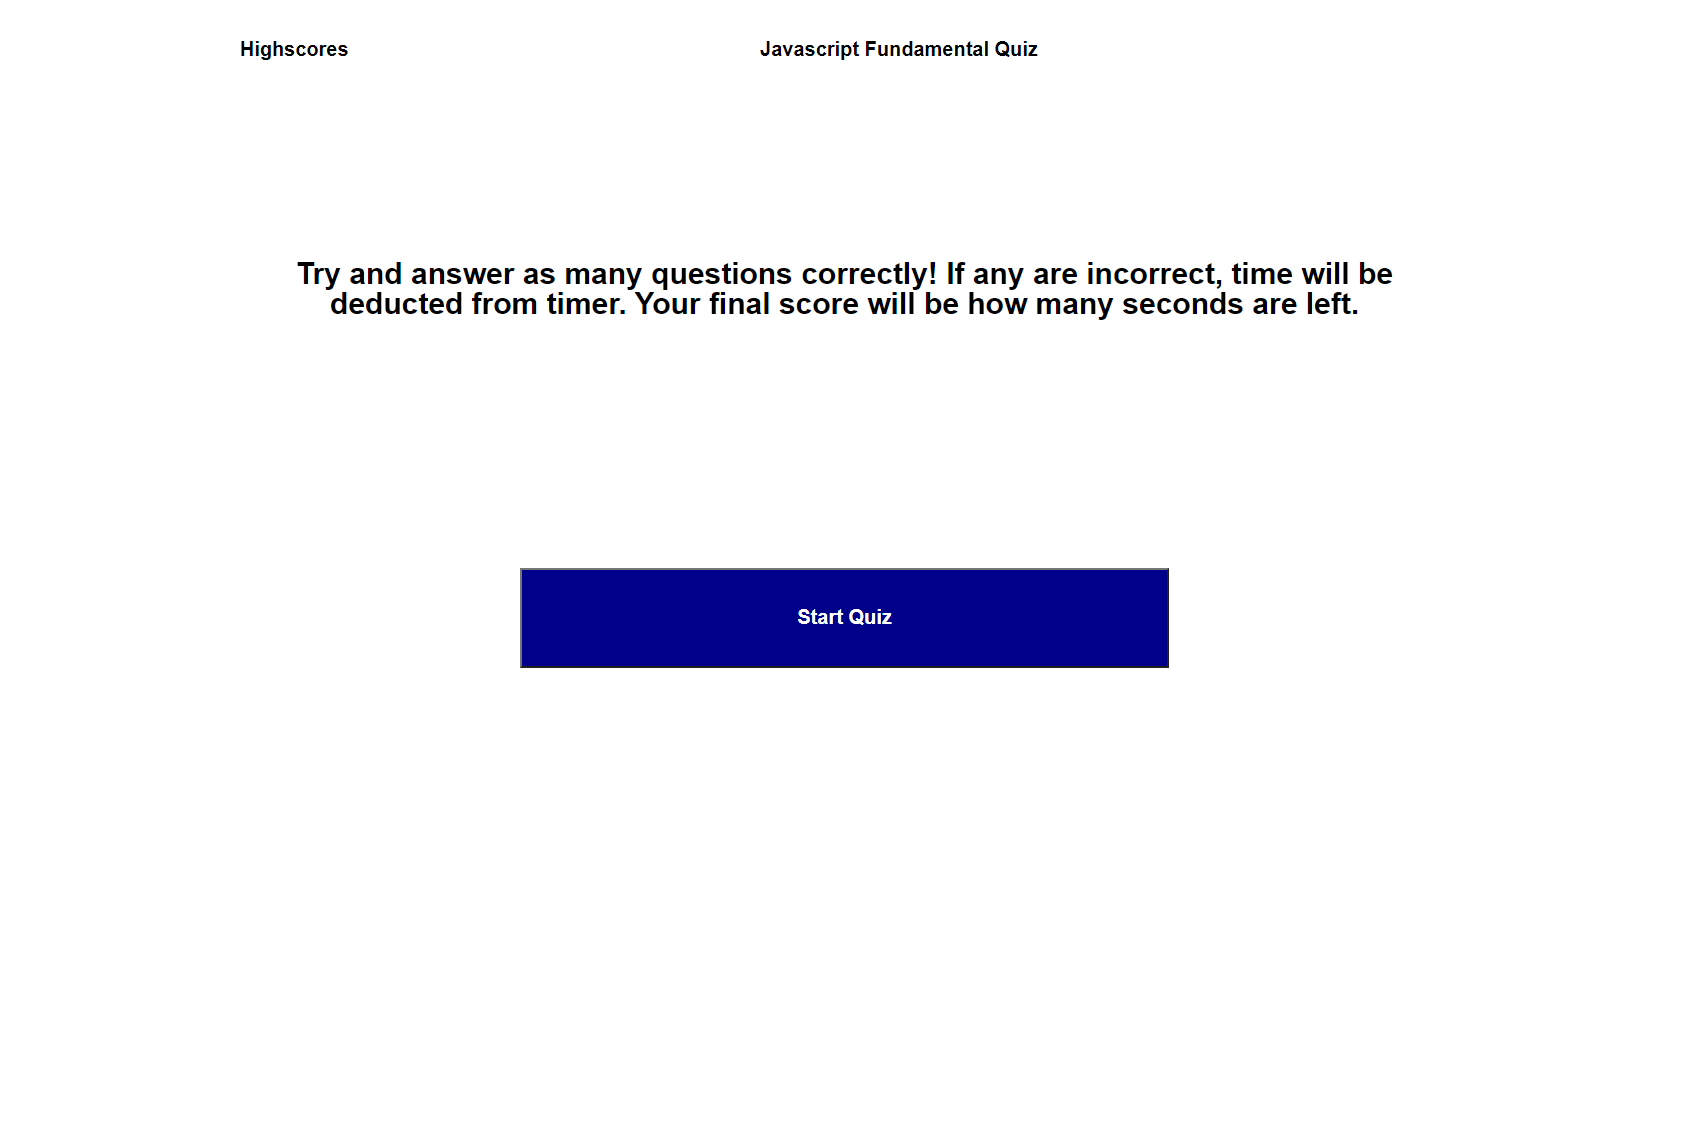 Highscores
Javascript Fundamental Quiz
Try and answer as many questions correctly! If any are incorrect, time will be
deducted from timer. Your final score will be how many seconds are left.
Start Quiz